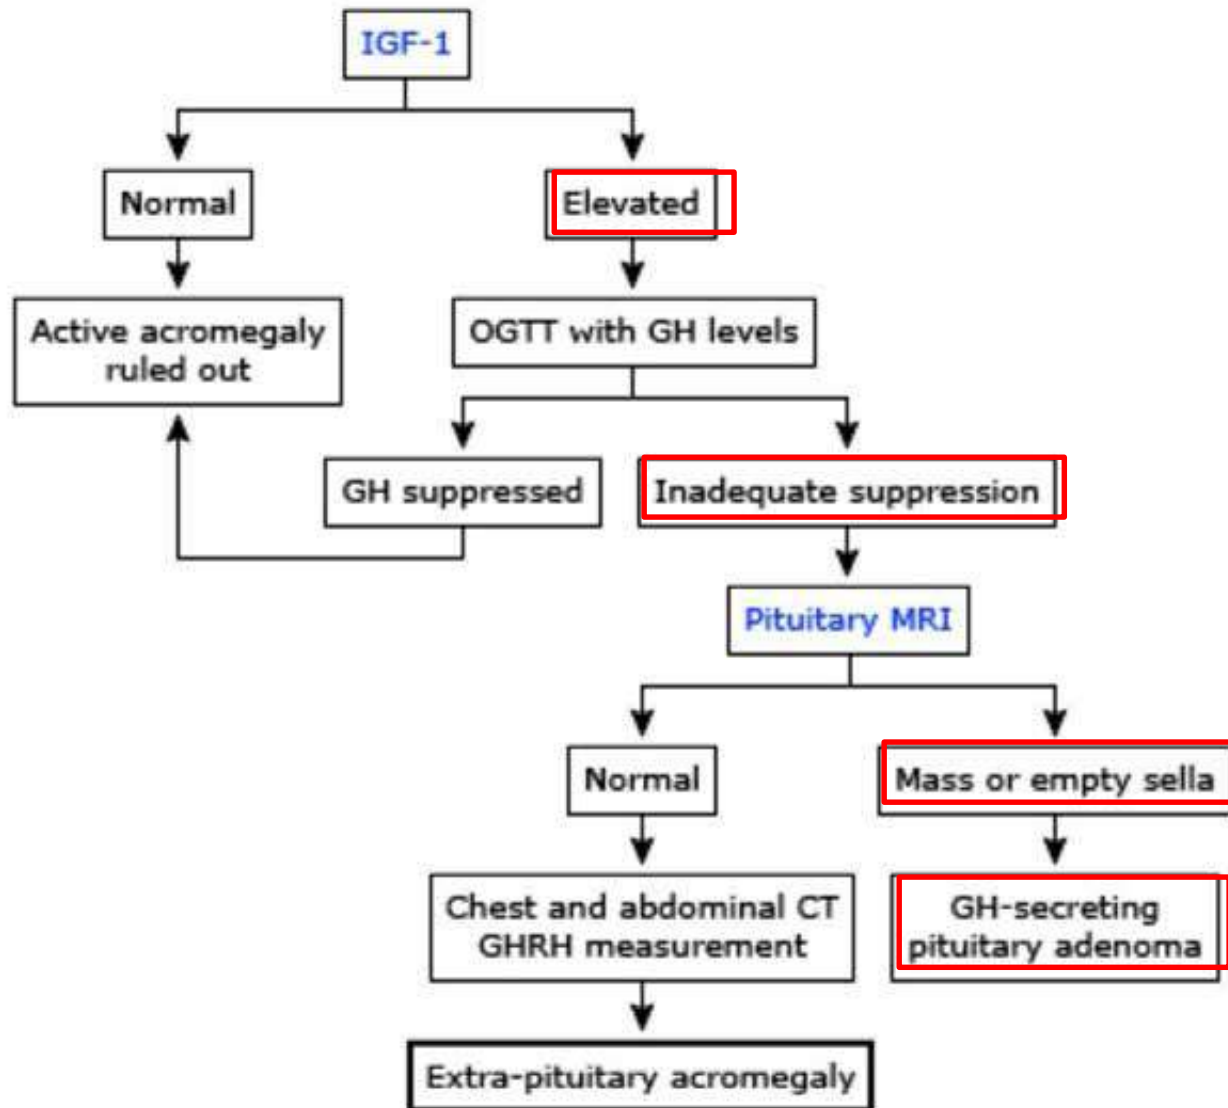 IGF-1
Normal
Elevated
Active acromegaly
ruled out
OGTT with GH levels
GH suppressed
Inadequate suppression
Pituitary MRI
Normal
Mass or empty sella
Chest and abdominal CT
GHRH measurement
GH-secreting
pituitary adenoma
Extra-pituitary acromegaly